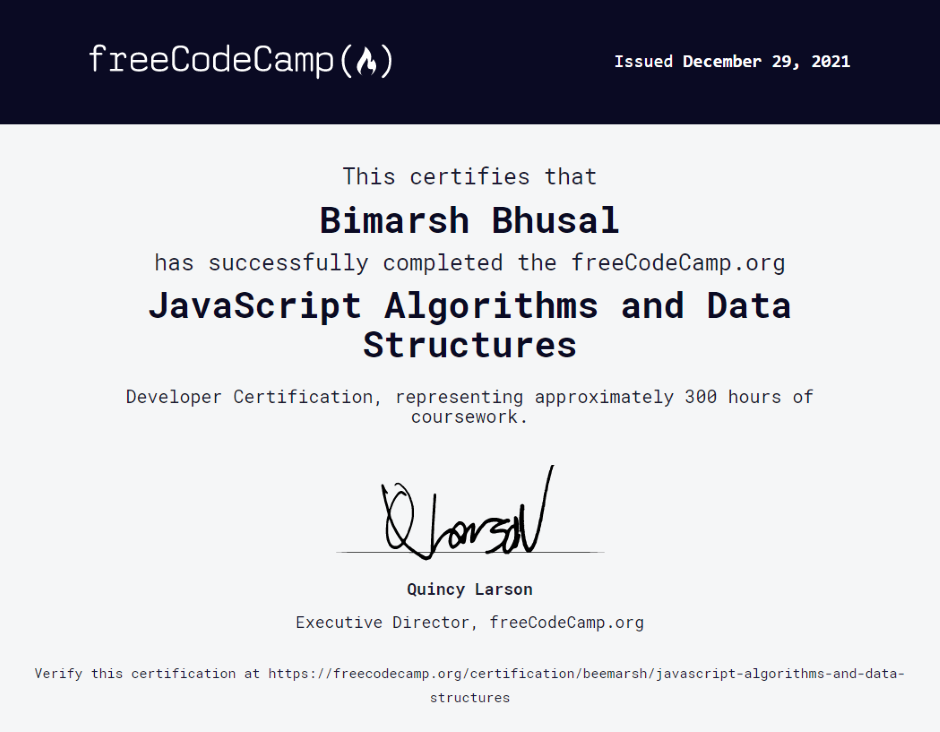 freeCodeCamp(🔥)
Issued December 29, 2021
This certifies that
Bimarsh Bhusal
has successfully completed the freeCodeCamp.org
JavaScript Algorithms and Data
Structures
Developer Certification, representing approximately 300 hours of
coursework.
Q Larson
Quincy Larson
Executive Director, freeCodeCamp.org
Verify this certification at https://freecodecamp.org/certification/beemarsh/javascript-algorithms-and-data-
structures